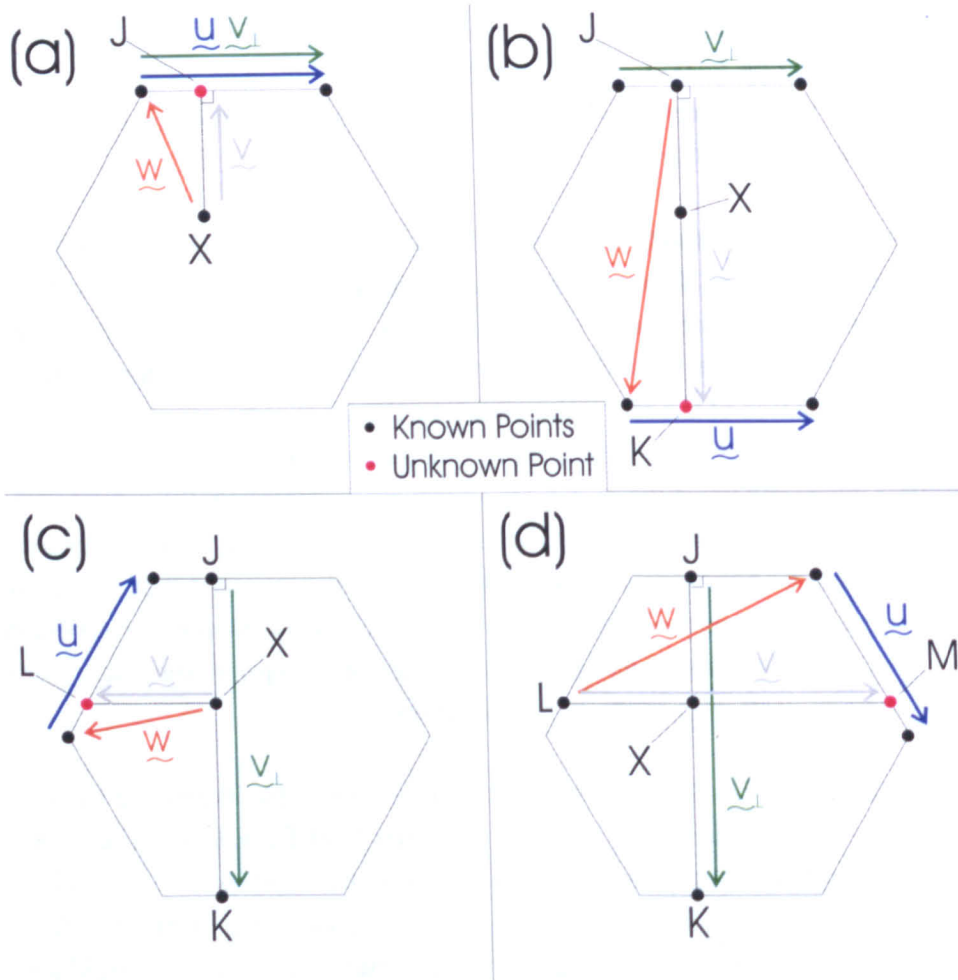 (a)
J
u v⊥
w
v
X
(b)
J
v⊥
X
w
v
K
u
• Known Points
• Unknown Point
(c)
J
u
L
v
X
w
v⊥
K
(d)
J
w
u
v
M
L
X
v⊥
K